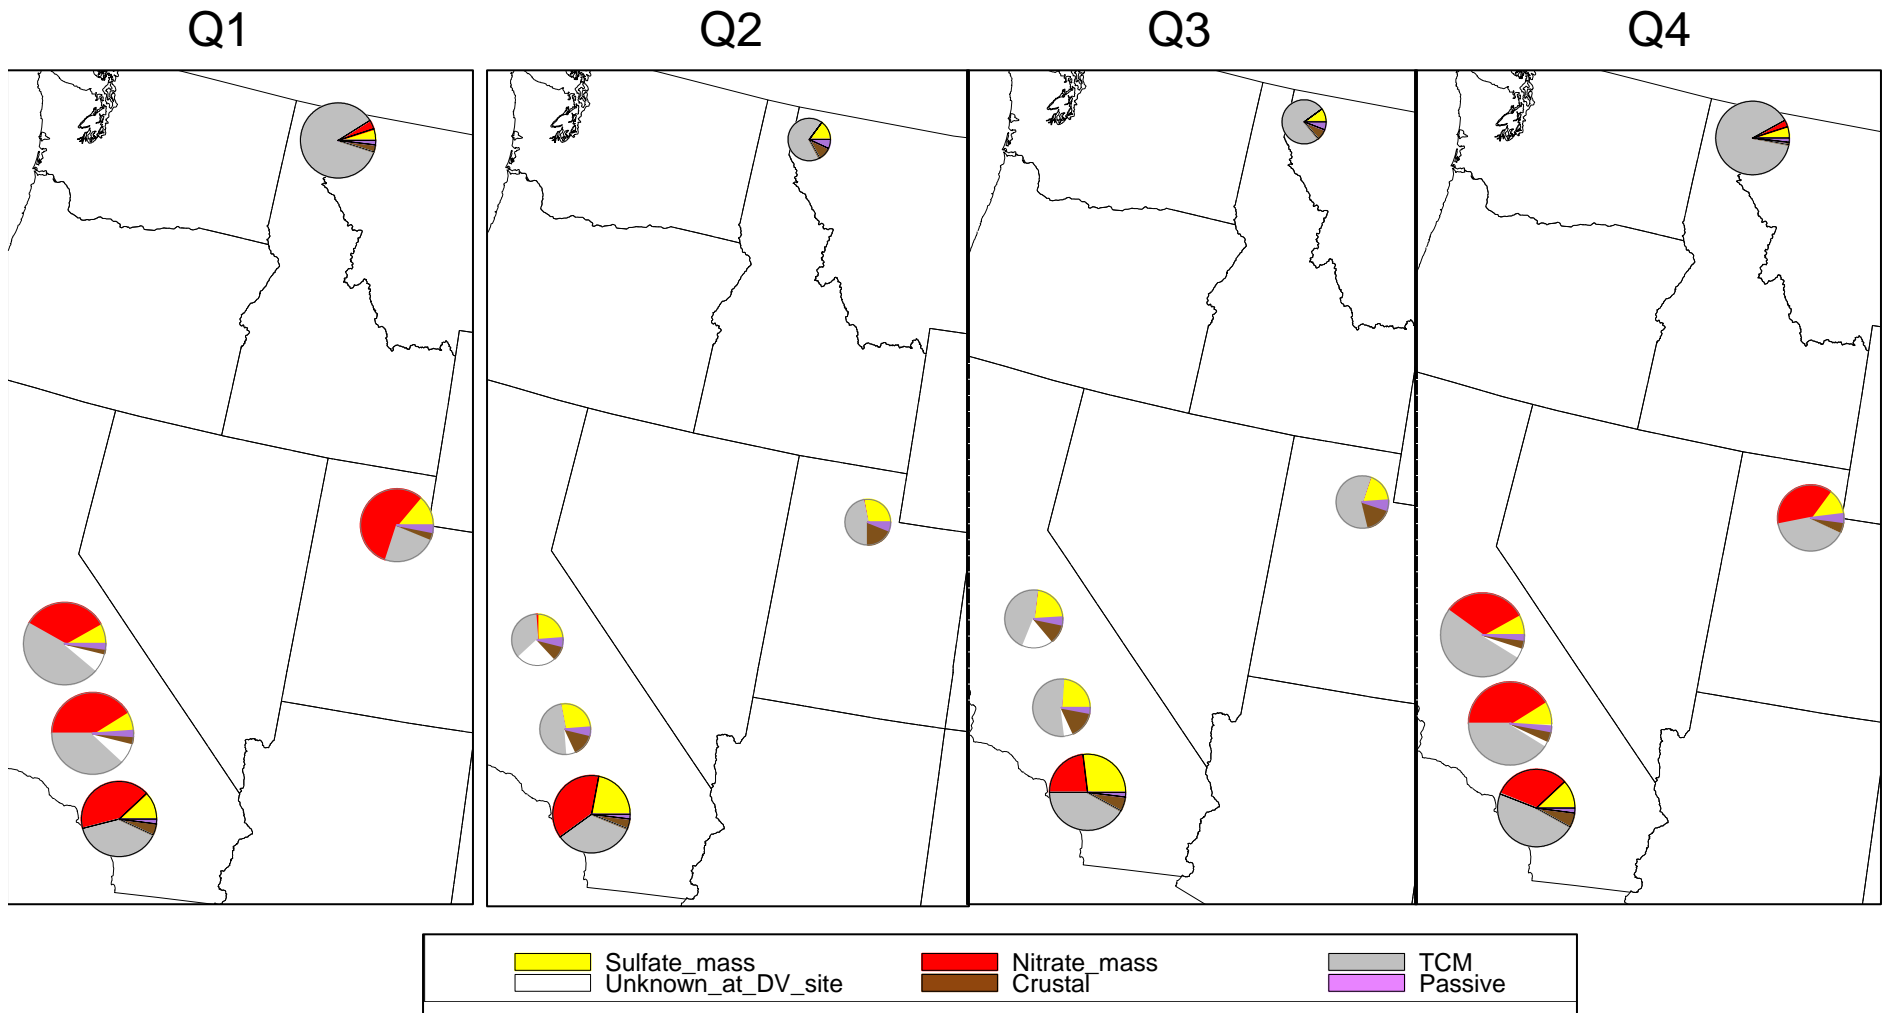 Q1 Q2 Q3 Q4
Sulfate_mass Nitrate_mass TCM
Unknown_at_DV_site Crustal Passive